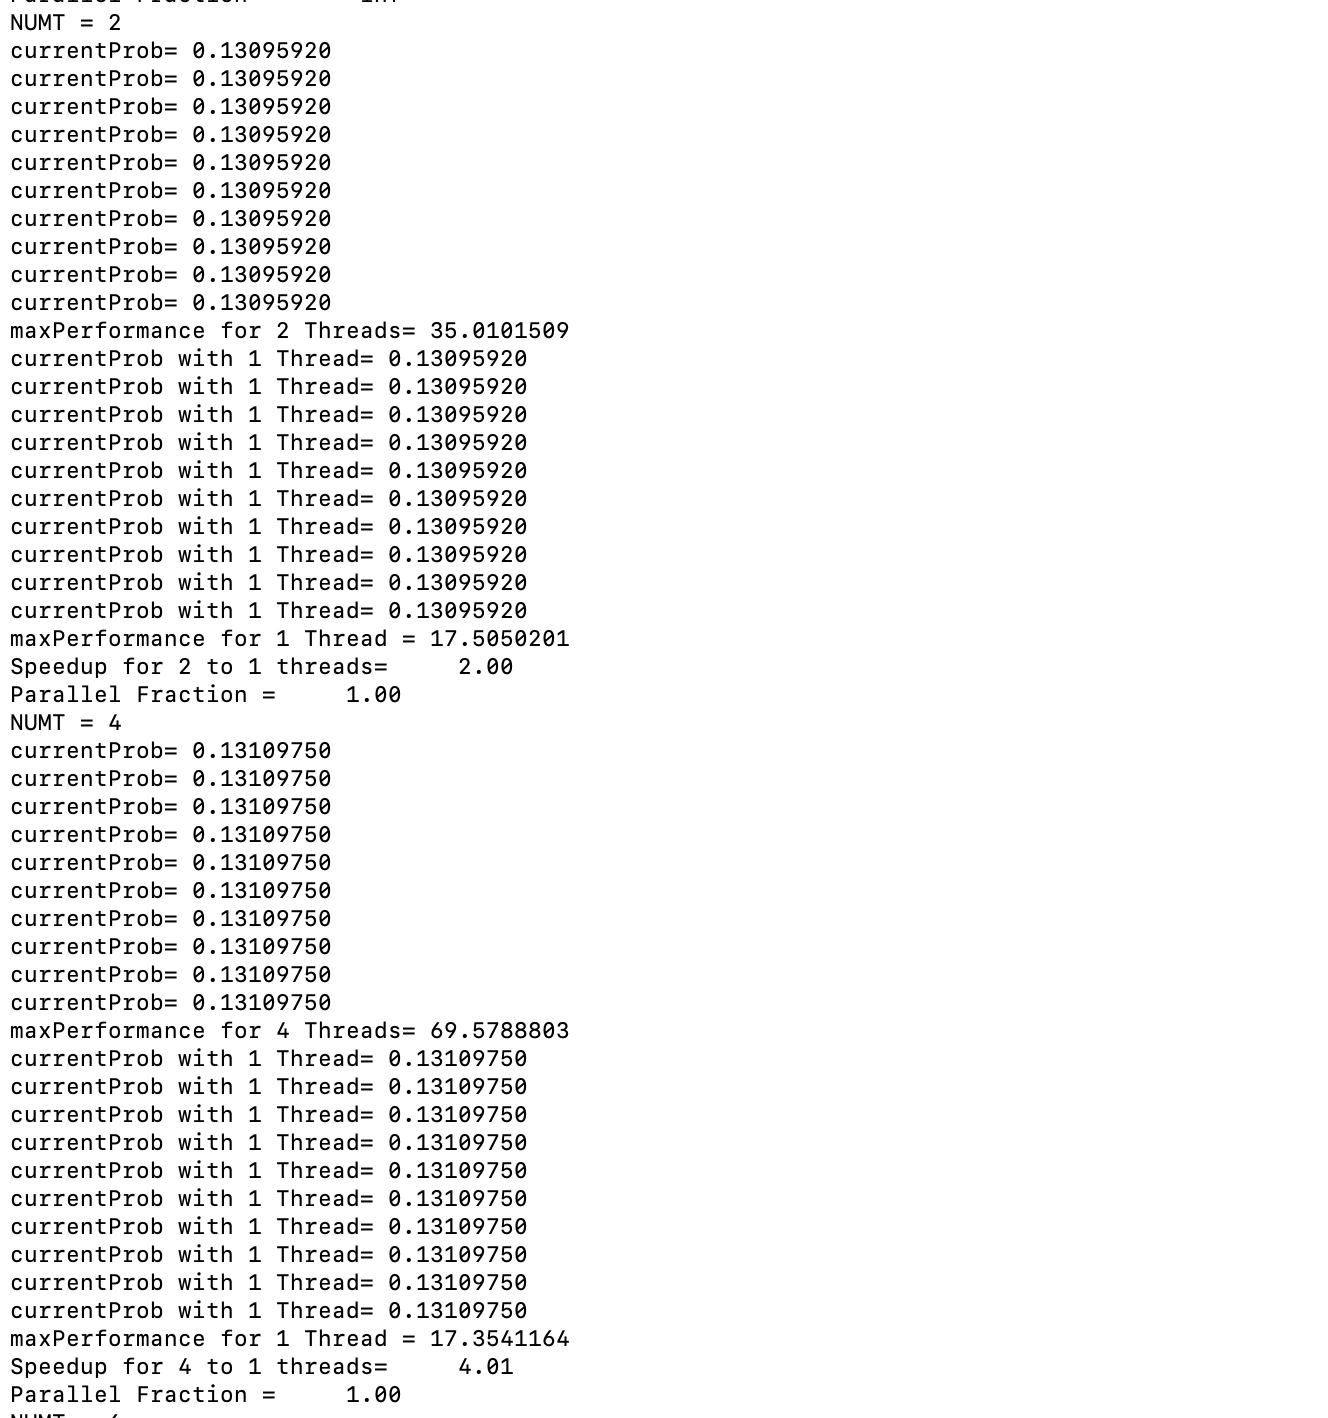 NUMT = 2
currentProb= 0.13095920
currentProb= 0.13095920
currentProb= 0.13095920
currentProb= 0.13095920
currentProb= 0.13095920
currentProb= 0.13095920
currentProb= 0.13095920
currentProb= 0.13095920
currentProb= 0.13095920
currentProb= 0.13095920
maxPerformance for 2 Threads= 35.0101509
currentProb with 1 Thread= 0.13095920
currentProb with 1 Thread= 0.13095920
currentProb with 1 Thread= 0.13095920
currentProb with 1 Thread= 0.13095920
currentProb with 1 Thread= 0.13095920
currentProb with 1 Thread= 0.13095920
currentProb with 1 Thread= 0.13095920
currentProb with 1 Thread= 0.13095920
currentProb with 1 Thread= 0.13095920
currentProb with 1 Thread= 0.13095920
maxPerformance for 1 Thread = 17.5050201
Speedup for 2 to 1 threads=     2.00
Parallel Fraction =     1.00
NUMT = 4
currentProb= 0.13109750
currentProb= 0.13109750
currentProb= 0.13109750
currentProb= 0.13109750
currentProb= 0.13109750
currentProb= 0.13109750
currentProb= 0.13109750
currentProb= 0.13109750
currentProb= 0.13109750
currentProb= 0.13109750
maxPerformance for 4 Threads= 69.5788803
currentProb with 1 Thread= 0.13109750
currentProb with 1 Thread= 0.13109750
currentProb with 1 Thread= 0.13109750
currentProb with 1 Thread= 0.13109750
currentProb with 1 Thread= 0.13109750
currentProb with 1 Thread= 0.13109750
currentProb with 1 Thread= 0.13109750
currentProb with 1 Thread= 0.13109750
currentProb with 1 Thread= 0.13109750
currentProb with 1 Thread= 0.13109750
maxPerformance for 1 Thread = 17.3541164
Speedup for 4 to 1 threads=     4.01
Parallel Fraction =     1.00